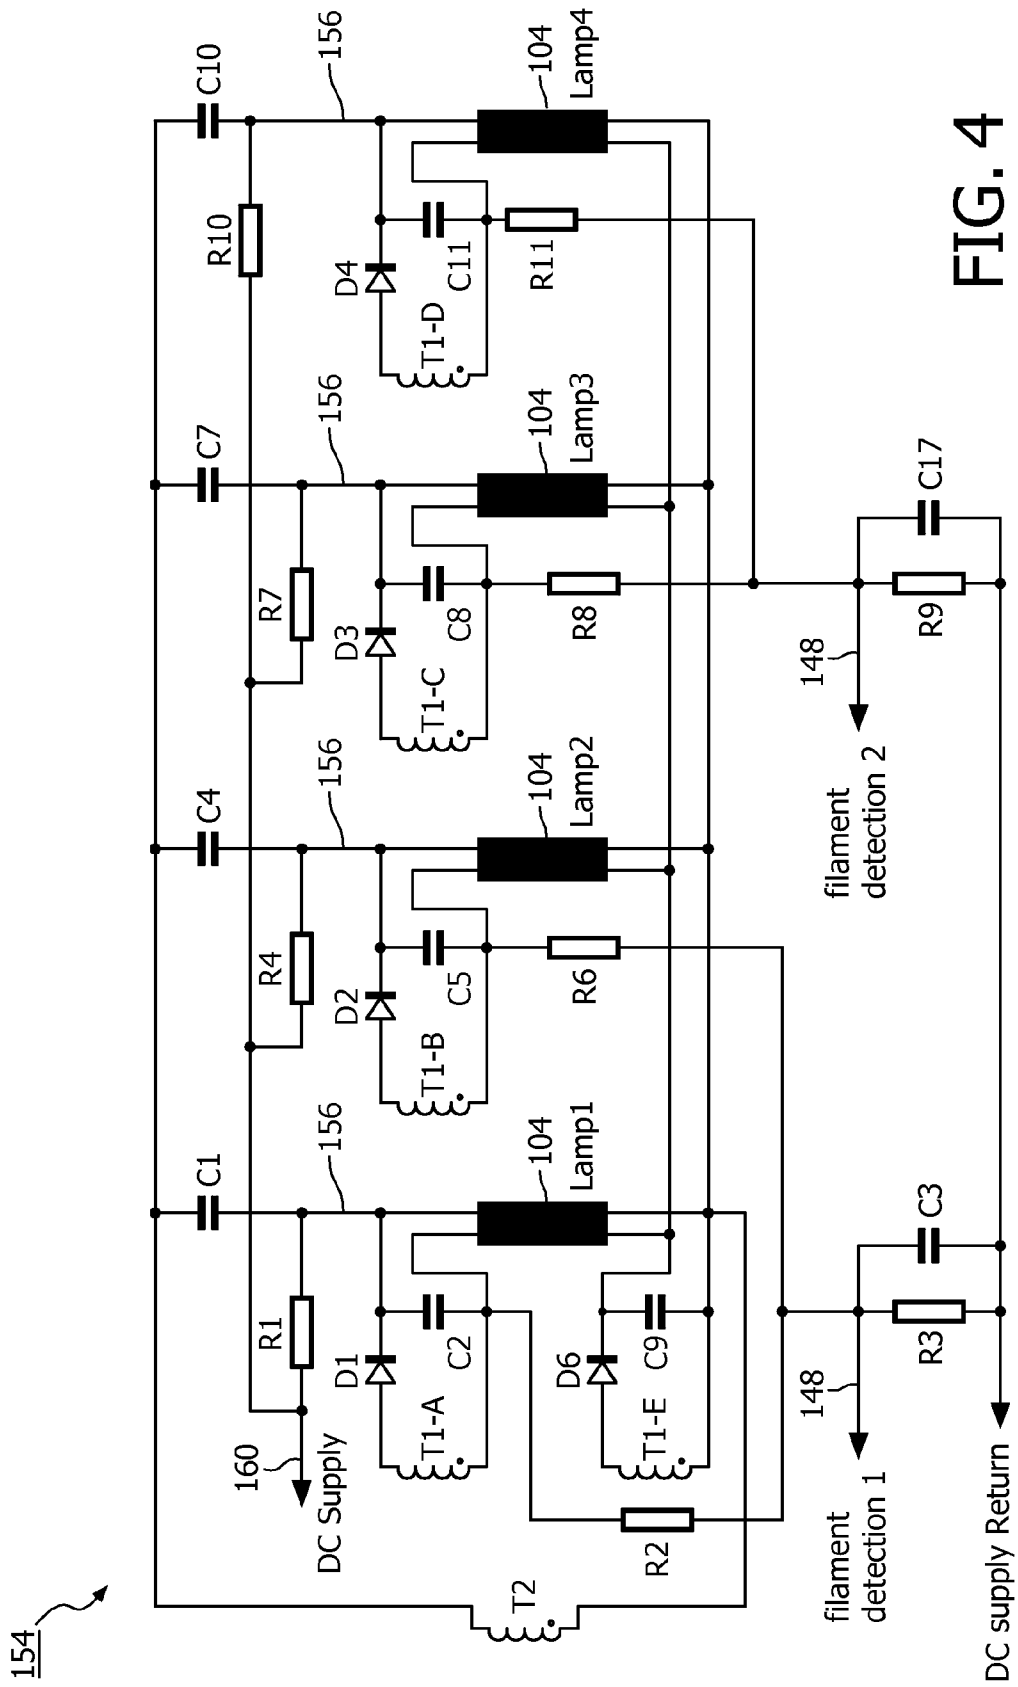 154
T2
160
DC Supply
C1
R1
156
D1
C2
T1-A
104
Lamp1
D6
C9
T1-E
R2
C4
R4
156
D2
C5
T1-B
104
Lamp2
R6
C7
R7
156
D3
C8
T1-C
104
Lamp3
R8
C10
R10
156
D4
C11
T1-D
104
Lamp4
R11
148
filament
detection 1
R3
C3
148
filament
detection 2
R9
C17
DC supply Return
FIG. 4